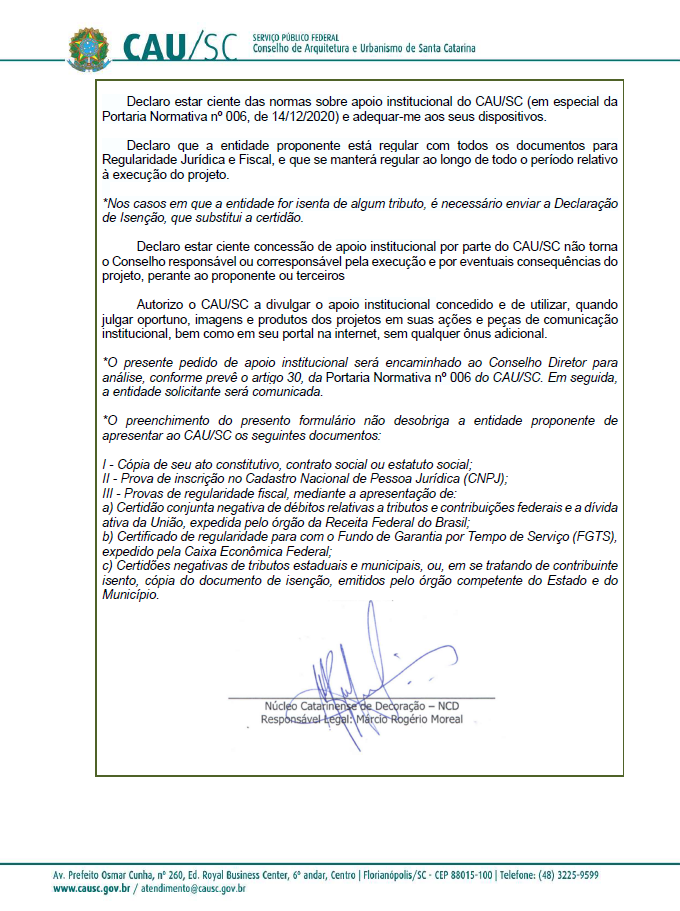 CAU/SC
SERVIÇO PÚBLICO FEDERAL
Conselho de Arquitetura e Urbanismo de Santa Catarina
Declaro estar ciente das normas sobre apoio institucional do CAU/SC (em especial da
Portaria Normativa nº 006, de 14/12/2020) e adequar-me aos seus dispositivos.
Declaro que a entidade proponente está regular com todos os documentos para
Regularidade Jurídica e Fiscal, e que se manterá regular ao longo de todo o período relativo
à execução do projeto.
*Nos casos em que a entidade for isenta de algum tributo, é necessário enviar a Declaração
de Isenção, que substitui a certidão.
Declaro estar ciente concessão de apoio institucional por parte do CAU/SC não torna
o Conselho responsável ou corresponsável pela execução e por eventuais consequências do
projeto, perante ao proponente ou terceiros
Autorizo o CAU/SC a divulgar o apoio institucional concedido e de utilizar, quando
julgar oportuno, imagens e produtos dos projetos em suas ações e peças de comunicação
institucional, bem como em seu portal na internet, sem qualquer ônus adicional.
*O presente pedido de apoio institucional será encaminhado ao Conselho Diretor para
análise, conforme prevê o artigo 30, da Portaria Normativa nº 006 do CAU/SC. Em seguida,
a entidade solicitante será comunicada.
*O preenchimento do presente formulário não desobriga a entidade proponente de
apresentar ao CAU/SC os seguintes documentos:
I - Cópia de seu ato constitutivo, contrato social ou estatuto social;
II - Prova de inscrição no Cadastro Nacional de Pessoa Jurídica (CNPJ);
III - Provas de regularidade fiscal, mediante a apresentação de:
a) Certidão conjunta negativa de débitos relativas a tributos e contribuições federais e a dívida
ativa da União, expedida pelo órgão da Receita Federal do Brasil;
b) Certificado de regularidade para com o Fundo de Garantia por Tempo de Serviço (FGTS),
expedido pela Caixa Econômica Federal;
c) Certidões negativas de tributos estaduais e municipais, ou, em se tratando de contribuinte
isento, cópia do documento de isenção, emitidos pelo órgão competente do Estado e do
Município.
Núcleo Catarinense de Decoração – NCD
Responsável Legal: Márcio Rogério Moreal
Av. Prefeito Osmar Cunha, nº 260, Ed. Royal Business Center, 6º andar, Centro | Florianópolis/SC - CEP 88015-100 | Telefone: (48) 3225-9599
www.causc.gov.br / atendimento@causc.gov.br